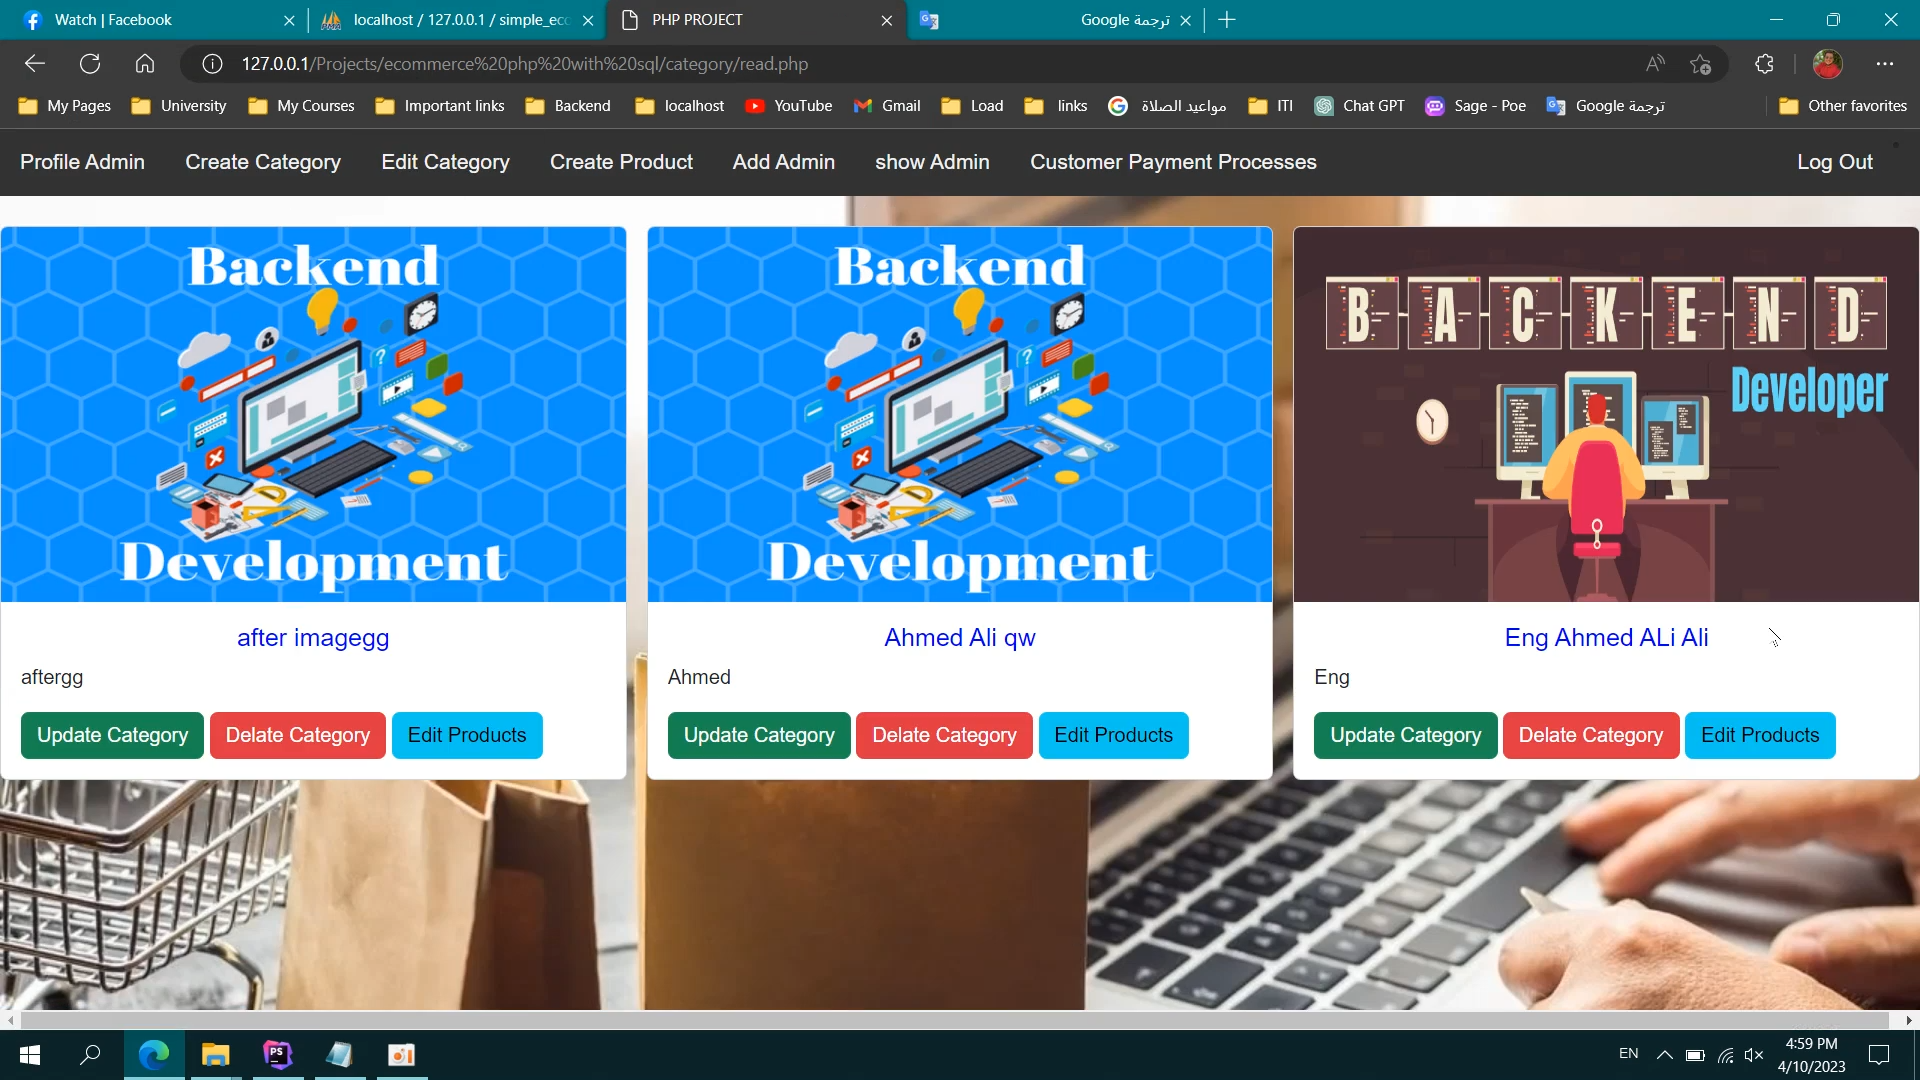 Watch | Facebook
localhost / 127.0.0.1 / simple_ecc
PHP PROJECT
ترجمة Google
127.0.0.1/Projects/ecommerce%20php%20with%20sql/category/read.php
My Pages
University
My Courses
Important links
Backend
localhost
YouTube
Gmail
Load
links
مواعيد الصلاة
ITI
Chat GPT
Sage - Poe
ترجمة Google
Other favorites
Profile Admin
Create Category
Edit Category
Create Product
Add Admin
show Admin
Customer Payment Processes
Log Out
Backend
Development
Backend
Development
BACKEND
Developer
after imagegg
aftergg
Update Category
Delate Category
Edit Products
Ahmed Ali qw
Ahmed
Update Category
Delate Category
Edit Products
Eng Ahmed ALi Ali
Eng
Update Category
Delate Category
Edit Products
PS
EN
4:59 PM
4/10/2023